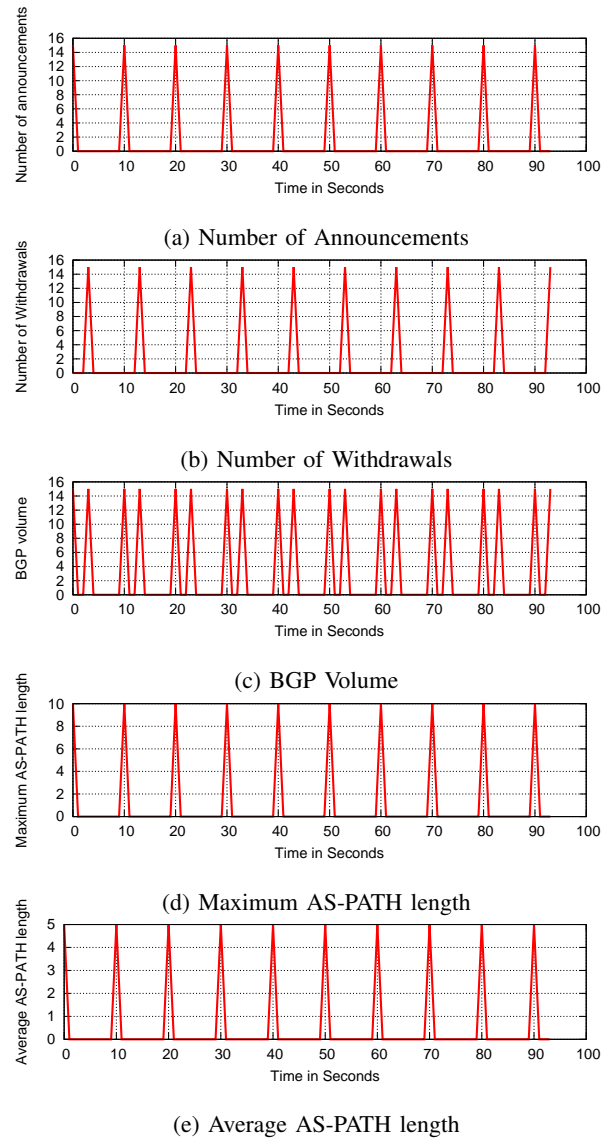 Number of announcements
16
14
12
10
8
6
4
2
0
0 10 20 30 40 50 60 70 80 90 100
Time in Seconds
(a) Number of Announcements
Number of Withdrawals
16
14
12
10
8
6
4
2
0
0 10 20 30 40 50 60 70 80 90 100
Time in Seconds
(b) Number of Withdrawals
BGP volume
16
14
12
10
8
6
4
2
0
0 10 20 30 40 50 60 70 80 90 100
Time in Seconds
(c) BGP Volume
Maximum AS-PATH length
10
8
6
4
2
0
0 10 20 30 40 50 60 70 80 90 100
Time in Seconds
(d) Maximum AS-PATH length
Average AS-PATH length
5
4
3
2
1
0
0 10 20 30 40 50 60 70 80 90 100
Time in Seconds
(e) Average AS-PATH length